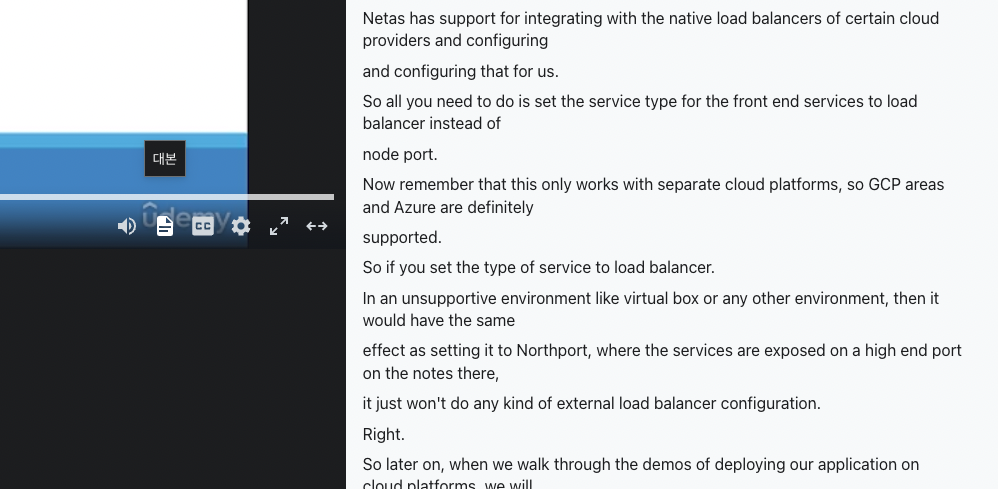 Netas has support for integrating with the native load balancers of certain cloud
providers and configuring
and configuring that for us.
So all you need to do is set the service type for the front end services to load
balancer instead of
node port.
Now remember that this only works with separate cloud platforms, so GCP areas
and Azure are definitely
supported.
So if you set the type of service to load balancer.
In an unsupportive environment like virtual box or any other environment, then it
would have the same
effect as setting it to Northport, where the services are exposed on a high end port
on the notes there,
it just won't do any kind of external load balancer configuration.
Right.
So later on, when we walk through the demos of deploying our application on
cloud platforms, we will
대본
ûdemy
CC